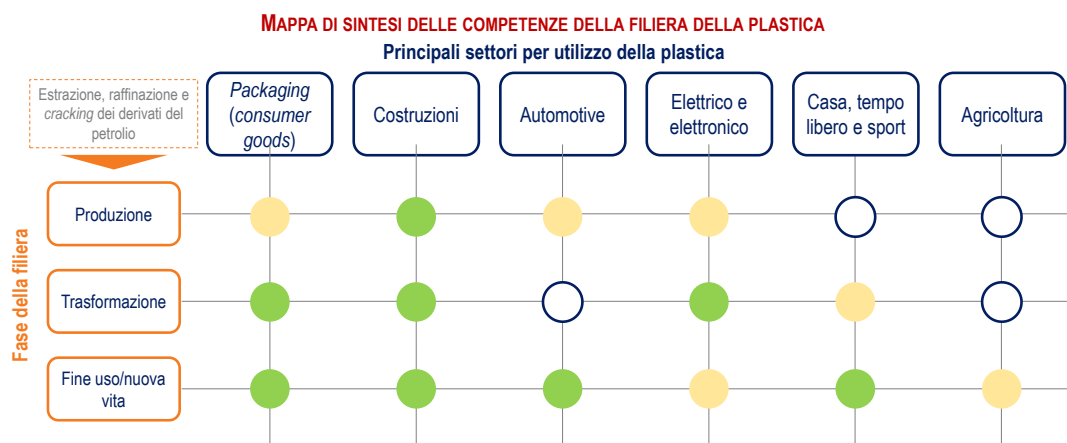 MAPPA DI SINTESI DELLE COMPETENZE DELLA FILIERA DELLA PLASTICA
Principali settori per utilizzo della plastica
Estrazione, raffinazione e
cracking dei derivati del
petrolio
Packaging
(consumer
goods)
Costruzioni
Automotive
Elettrico e
elettronico
Casa, tempo
libero e sport
Agricoltura
Fase della filiera
Produzione
Trasformazione
Fine uso/nuova
vita